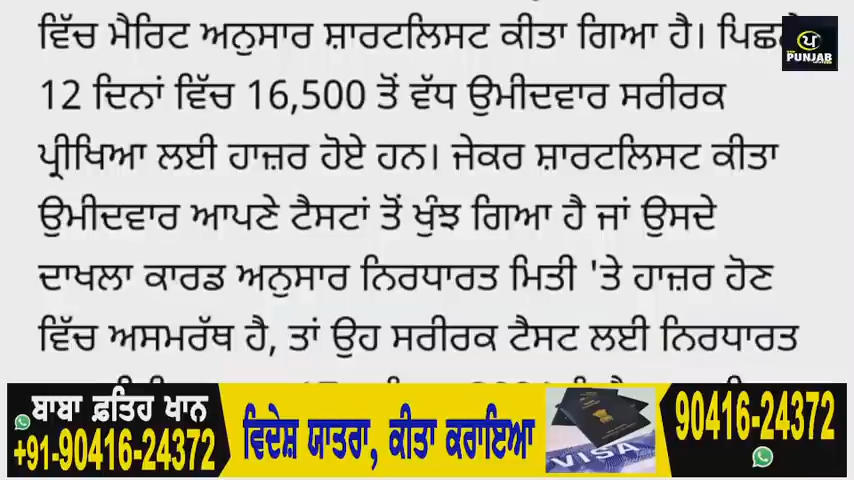 ਵਿੱਚ ਮੈਰਿਟ ਅਨੁਸਾਰ ਸ਼ਾਰਟਲਿਸਟ ਕੀਤਾ ਗਿਆ ਹੈ।
ਪ
PUNJAB
12 ਦਿਨਾਂ ਵਿੱਚ 16,500 ਤੋਂ ਵੱਧ ਉਮੀਦਵਾਰ ਸਰੀਰਕ
ਪ੍ਰੀਖਿਆ ਲਈ ਹਾਜ਼ਰ ਹੋਏ ਹਨ। ਜੇਕਰ ਸ਼ਾਰਟਲਿਸਟ ਕੀਤਾ
ਉਮੀਦਵਾਰ ਆਪਣੇ ਟੈਸਟਾਂ ਤੋਂ ਖੁੰਝ ਗਿਆ ਹੈ ਜਾਂ ਉਸਦੇ
ਦਾਖਲਾ ਕਾਰਡ ਅਨੁਸਾਰ ਨਿਰਧਾਰਤ ਮਿਤੀ 'ਤੇ ਹਾਜ਼ਰ ਹੋਣ
ਵਿੱਚ ਅਸਮਰੱਥ ਹੈ, ਤਾਂ ਉਹ ਸਰੀਰਕ ਟੈਸਟ ਲਈ ਨਿਰਧਾਰਤ
ਬਾਬਾ ਫ਼ਤਿਹ ਖਾਨ
+91-90416-24372
ਵਿਦੇਸ਼ ਯਾਤਰਾ, ਕੀਤਾ ਕਰਾਇਆ
VISA
90416-24372